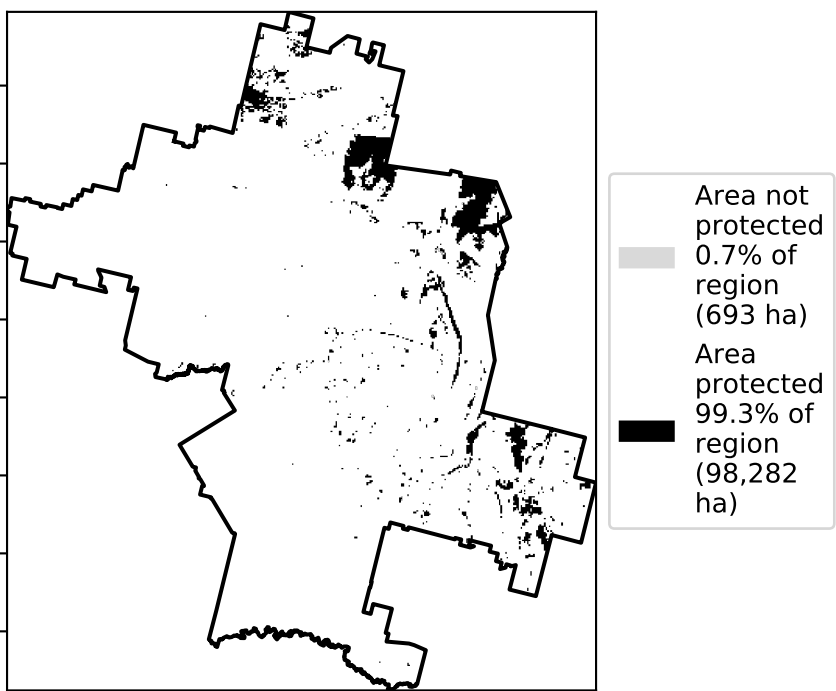 Area not
protected
0.7% of
region
(693 ha)
Area
protected
99.3% of
region
(98,282
ha)